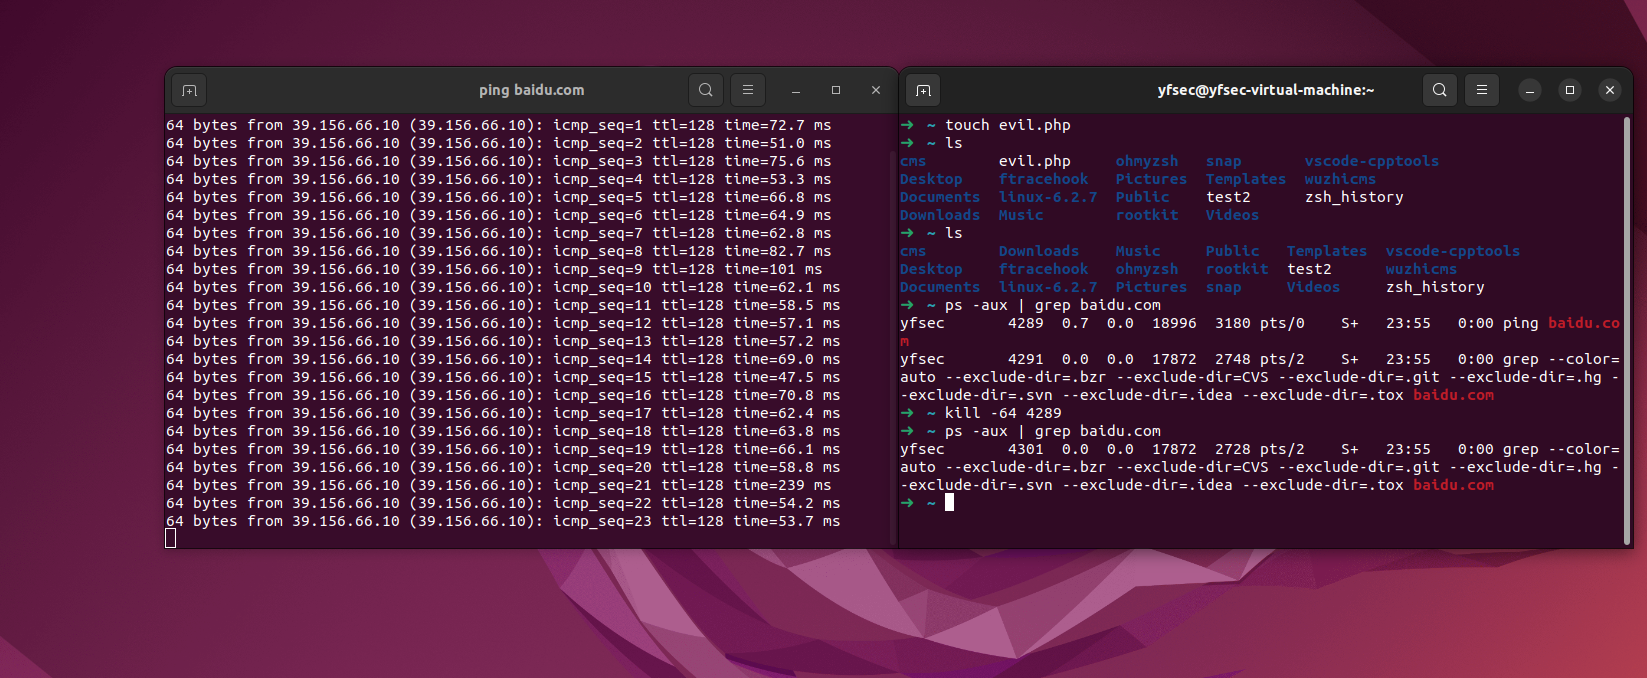 ping baidu.com
64 bytes from 39.156.66.10 (39.156.66.10): icmp_seq=1 ttl=128 time=72.7 ms
64 bytes from 39.156.66.10 (39.156.66.10): icmp_seq=2 ttl=128 time=51.0 ms
64 bytes from 39.156.66.10 (39.156.66.10): icmp_seq=3 ttl=128 time=75.6 ms
64 bytes from 39.156.66.10 (39.156.66.10): icmp_seq=4 ttl=128 time=53.3 ms
64 bytes from 39.156.66.10 (39.156.66.10): icmp_seq=5 ttl=128 time=66.8 ms
64 bytes from 39.156.66.10 (39.156.66.10): icmp_seq=6 ttl=128 time=64.9 ms
64 bytes from 39.156.66.10 (39.156.66.10): icmp_seq=7 ttl=128 time=62.8 ms
64 bytes from 39.156.66.10 (39.156.66.10): icmp_seq=8 ttl=128 time=82.7 ms
64 bytes from 39.156.66.10 (39.156.66.10): icmp_seq=9 ttl=128 time=101 ms
64 bytes from 39.156.66.10 (39.156.66.10): icmp_seq=10 ttl=128 time=62.1 ms
64 bytes from 39.156.66.10 (39.156.66.10): icmp_seq=11 ttl=128 time=58.5 ms
64 bytes from 39.156.66.10 (39.156.66.10): icmp_seq=12 ttl=128 time=57.1 ms
64 bytes from 39.156.66.10 (39.156.66.10): icmp_seq=13 ttl=128 time=57.2 ms
64 bytes from 39.156.66.10 (39.156.66.10): icmp_seq=14 ttl=128 time=69.0 ms
64 bytes from 39.156.66.10 (39.156.66.10): icmp_seq=15 ttl=128 time=47.5 ms
64 bytes from 39.156.66.10 (39.156.66.10): icmp_seq=16 ttl=128 time=70.8 ms
64 bytes from 39.156.66.10 (39.156.66.10): icmp_seq=17 ttl=128 time=62.4 ms
64 bytes from 39.156.66.10 (39.156.66.10): icmp_seq=18 ttl=128 time=63.8 ms
64 bytes from 39.156.66.10 (39.156.66.10): icmp_seq=19 ttl=128 time=66.1 ms
64 bytes from 39.156.66.10 (39.156.66.10): icmp_seq=20 ttl=128 time=58.8 ms
64 bytes from 39.156.66.10 (39.156.66.10): icmp_seq=21 ttl=128 time=239 ms
64 bytes from 39.156.66.10 (39.156.66.10): icmp_seq=22 ttl=128 time=54.2 ms
64 bytes from 39.156.66.10 (39.156.66.10): icmp_seq=23 ttl=128 time=53.7 ms
yfsec@yfsec-virtual-machine:~
➜ ~ touch evil.php
➜ ~ ls
cms evil.php ohmyzsh snap vscode-cpptools
Desktop ftracehook Pictures Templates wuzhicms
Documents linux-6.2.7 Public test2 zsh_history
Downloads Music rootkit Videos
➜ ~ ls
cms Downloads Music Public Templates vscode-cpptools
Desktop ftracehook ohmyzsh rootkit test2 wuzhicms
Documents linux-6.2.7 Pictures snap Videos zsh_history
➜ ~ ps -aux | grep baidu.com
yfsec 4289 0.7 0.0 18996 3180 pts/0 S+ 23:55 0:00 ping baidu.co
m
yfsec 4291 0.0 0.0 17872 2748 pts/2 S+ 23:55 0:00 grep --color=
auto --exclude-dir=.bzr --exclude-dir=CVS --exclude-dir=.git --exclude-dir=.hg -
-exclude-dir=.svn --exclude-dir=.idea --exclude-dir=.tox baidu.com
➜ ~ kill -64 4289
➜ ~ ps -aux | grep baidu.com
yfsec 4301 0.0 0.0 17872 2728 pts/2 S+ 23:55 0:00 grep --color=
auto --exclude-dir=.bzr --exclude-dir=CVS --exclude-dir=.git --exclude-dir=.hg -
-exclude-dir=.svn --exclude-dir=.idea --exclude-dir=.tox baidu.com
➜ ~